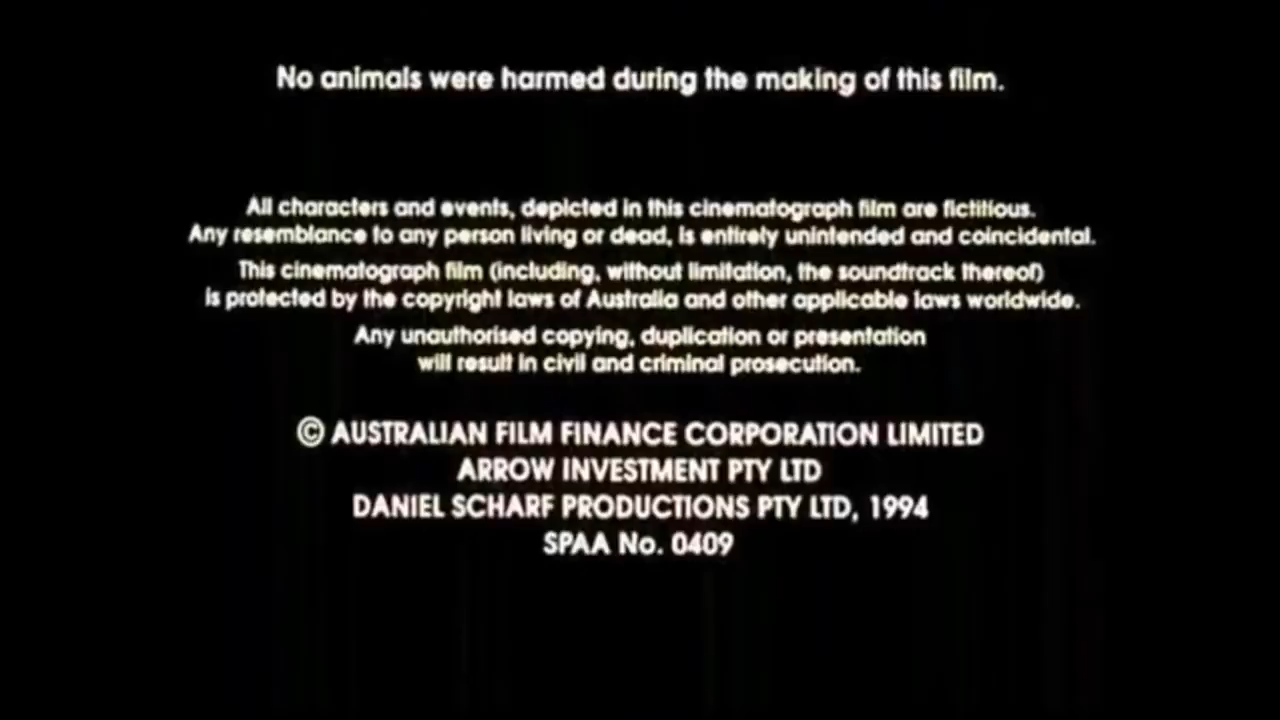 No animals were harmed during the making of this film.
All characters and events, depicted in this cinematograph film are fictitious.
Any resemblance to any person living or dead, is entirely unintended and coincidental.
This cinematograph film (including, without limitation, the soundtrack thereof)
is protected by the copyright laws of Australia and other applicable laws worldwide.
Any unauthorised copying, duplication or presentation
will result in civil and criminal prosecution.
© AUSTRALIAN FILM FINANCE CORPORATION LIMITED
ARROW INVESTMENT PTY LTD
DANIEL SCHARF PRODUCTIONS PTY LTD, 1994
SPAA No. 0409